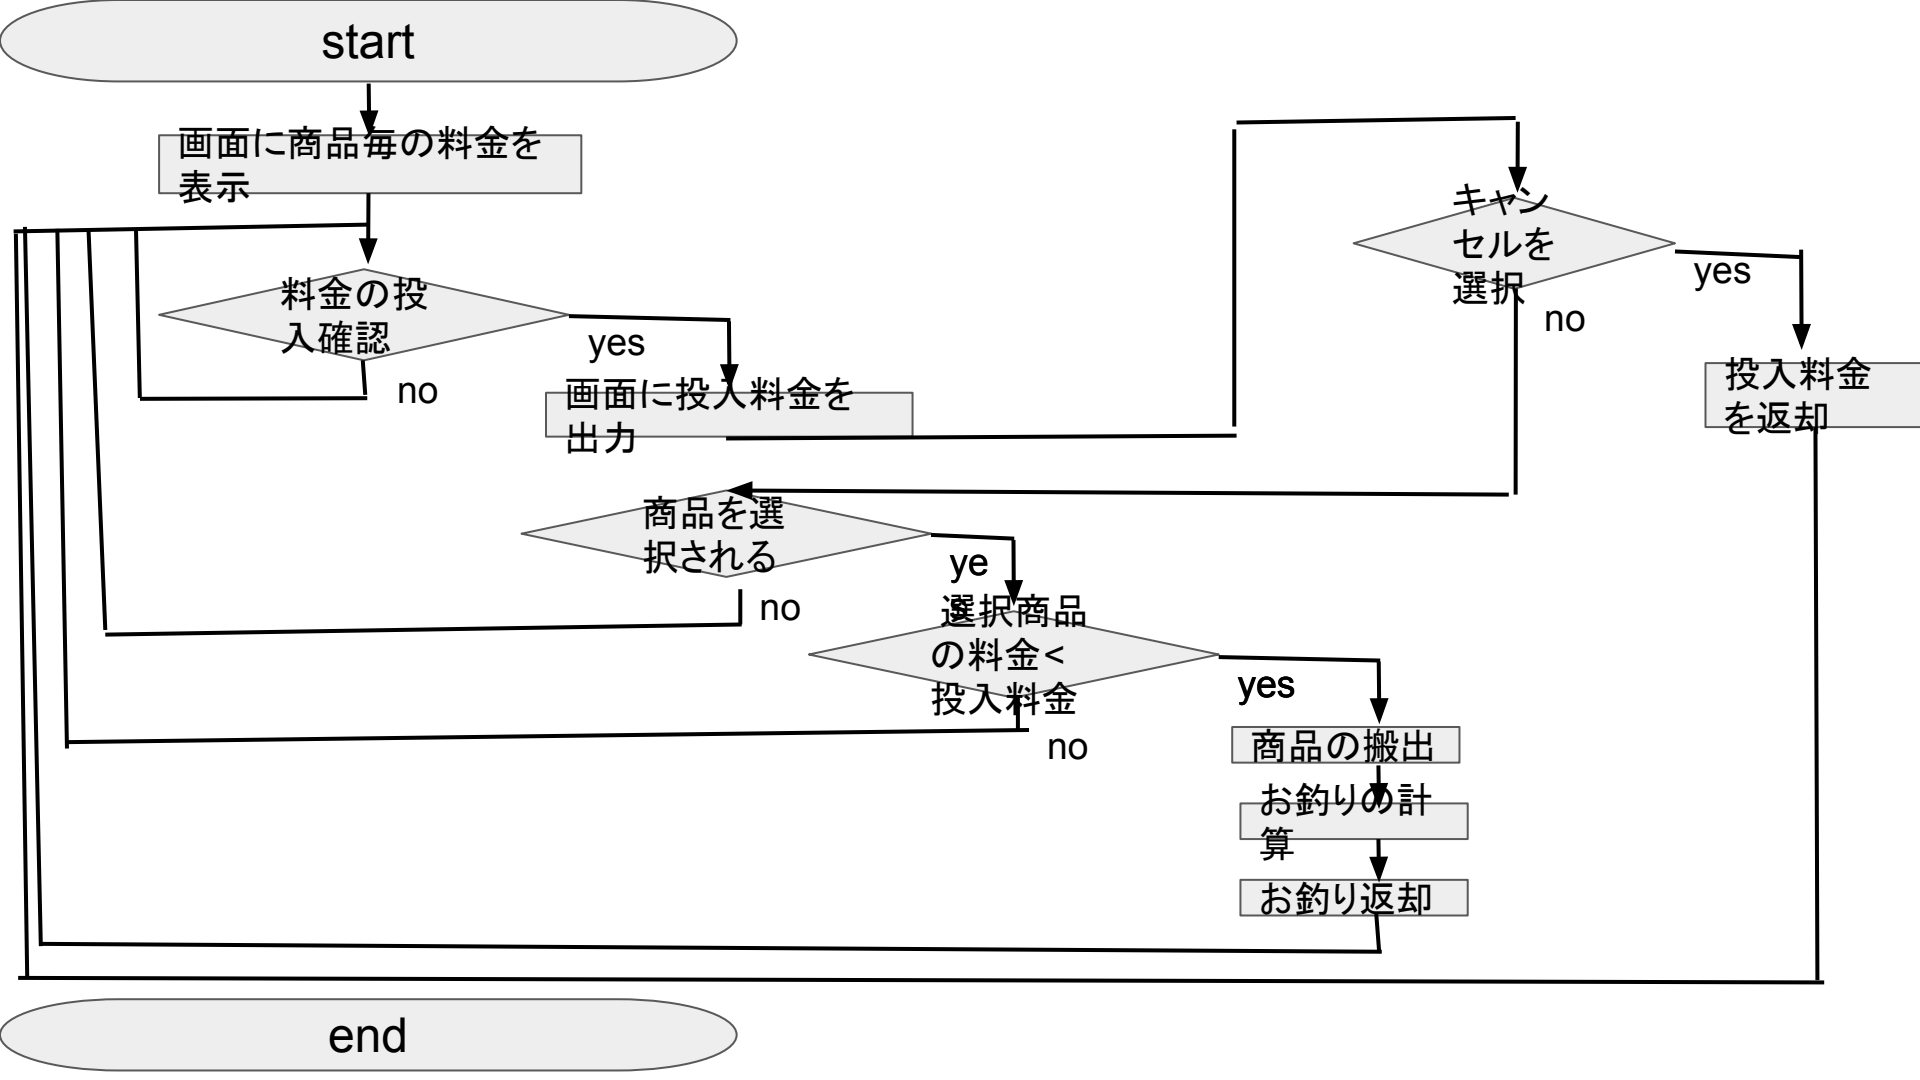 start
画面に商品毎の料金を
表示
料金の投
入確認
yes
no
画面に投入料金を
出力
キャン
セルを
選択
yes
no
投入料金
を返却
商品を選
択される
ye
s
no
選択商品
の料金<
投入料金
yes
no
商品の搬出
お釣りの計
算
お釣り返却
end